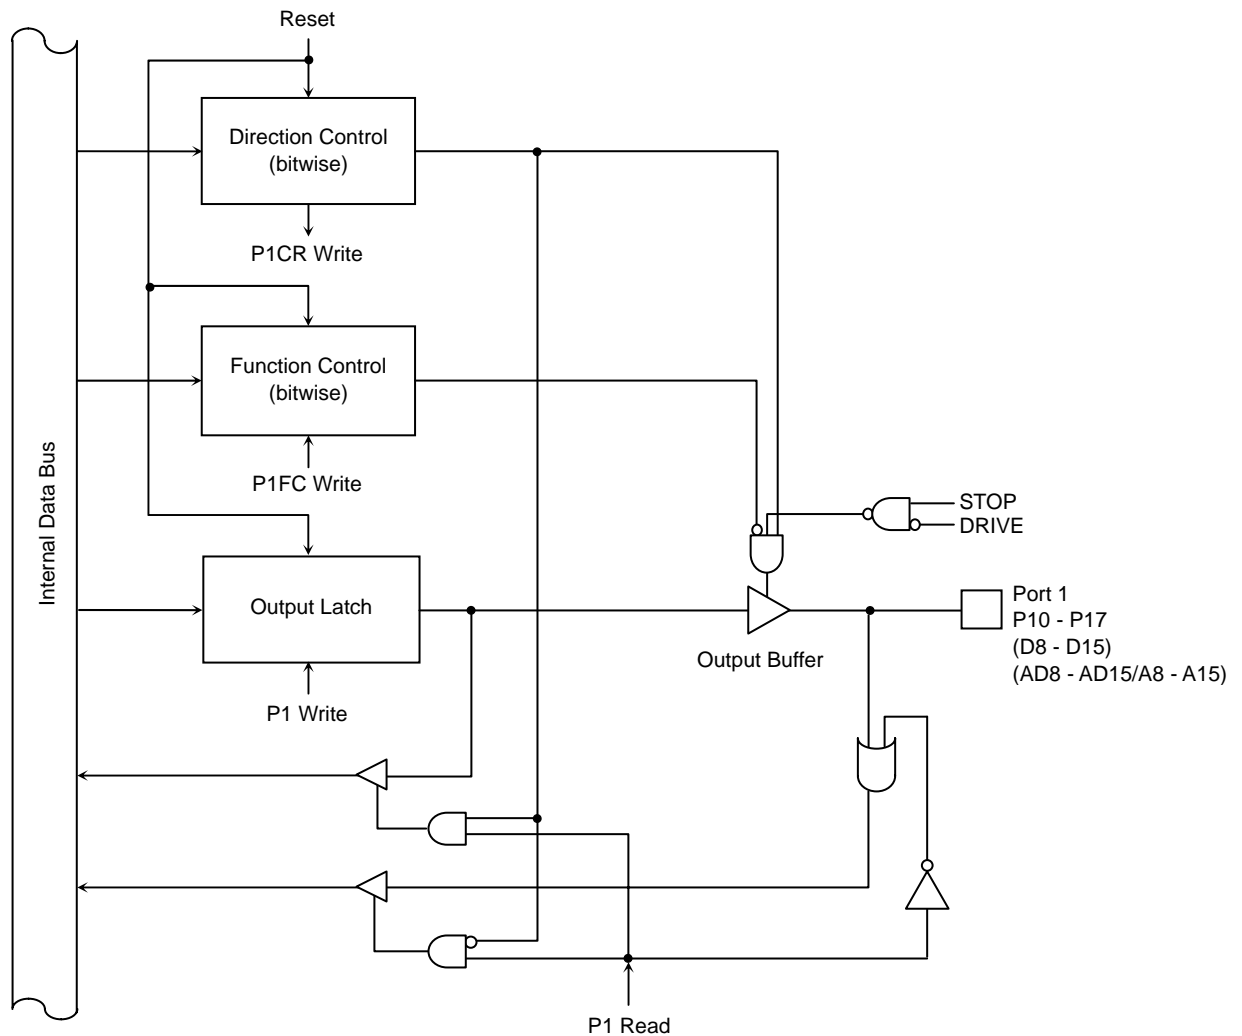 Reset
Direction Control
(bitwise)
P1CR Write
Function Control
(bitwise)
P1FC Write
Internal Data Bus
STOP
DRIVE
Output Latch
Output Buffer
Port 1
P10 - P17
(D8 - D15)
(AD8 - AD15/A8 - A15)
P1 Write
P1 Read